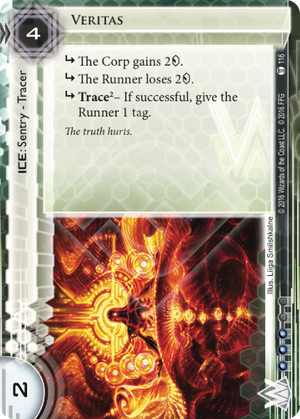 Veritas
4
↳ The Corp gains 2
↳ The Runner loses 2
↳ Trace²– If successful, give the
Runner 1 tag.
The truth hurts.
ICE: Sentry - Tracer
116
© 2016 Wizards of the Coast LLC. © 2016 FFG
Illus. Liiga Smilshkalne
2